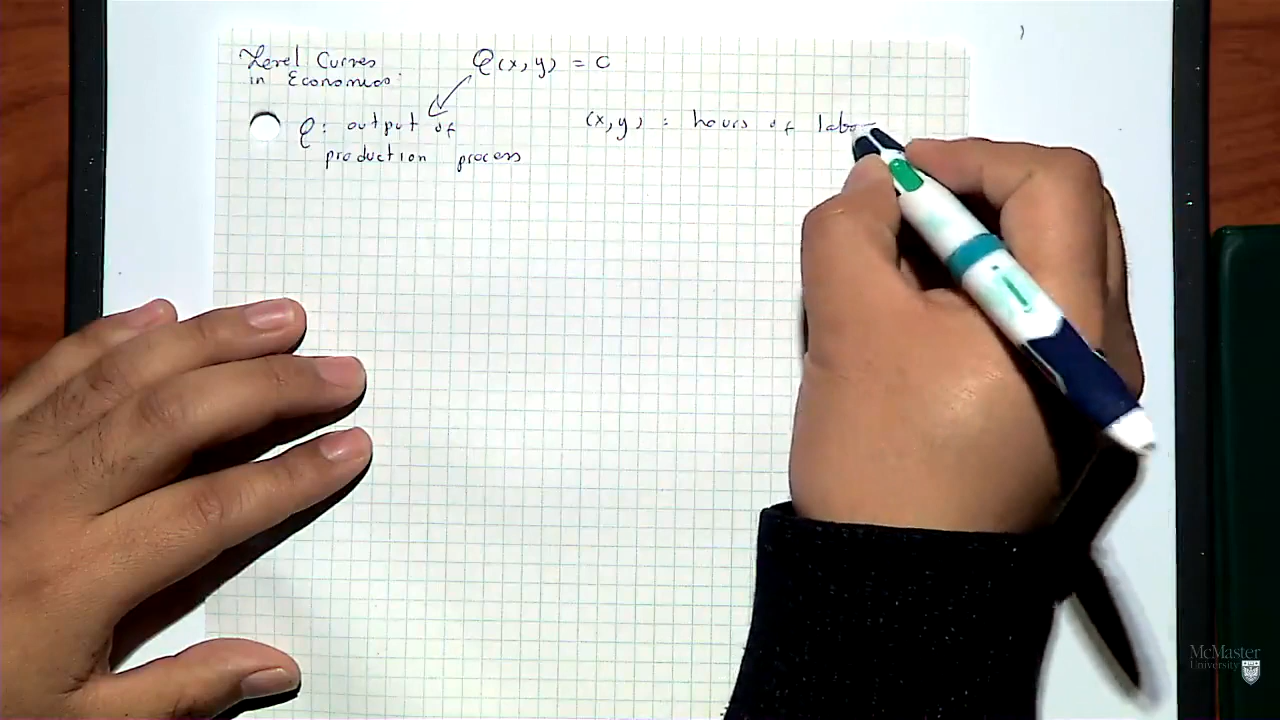 Level Curves
in Economics:
Q(x,y) = C
Q: output of
production process
(x,y) : hours of labo
McMaster
University